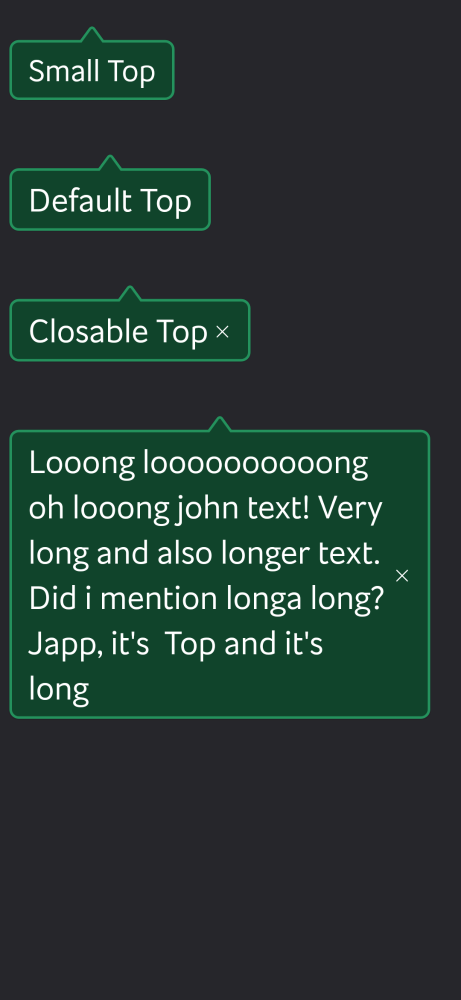 Small Top
Default Top
Closable Top
Looong looooooooooong
oh looong john text! Very
long and also longer text.
Did i mention longa long?
Japp, it's  Top and it's
long